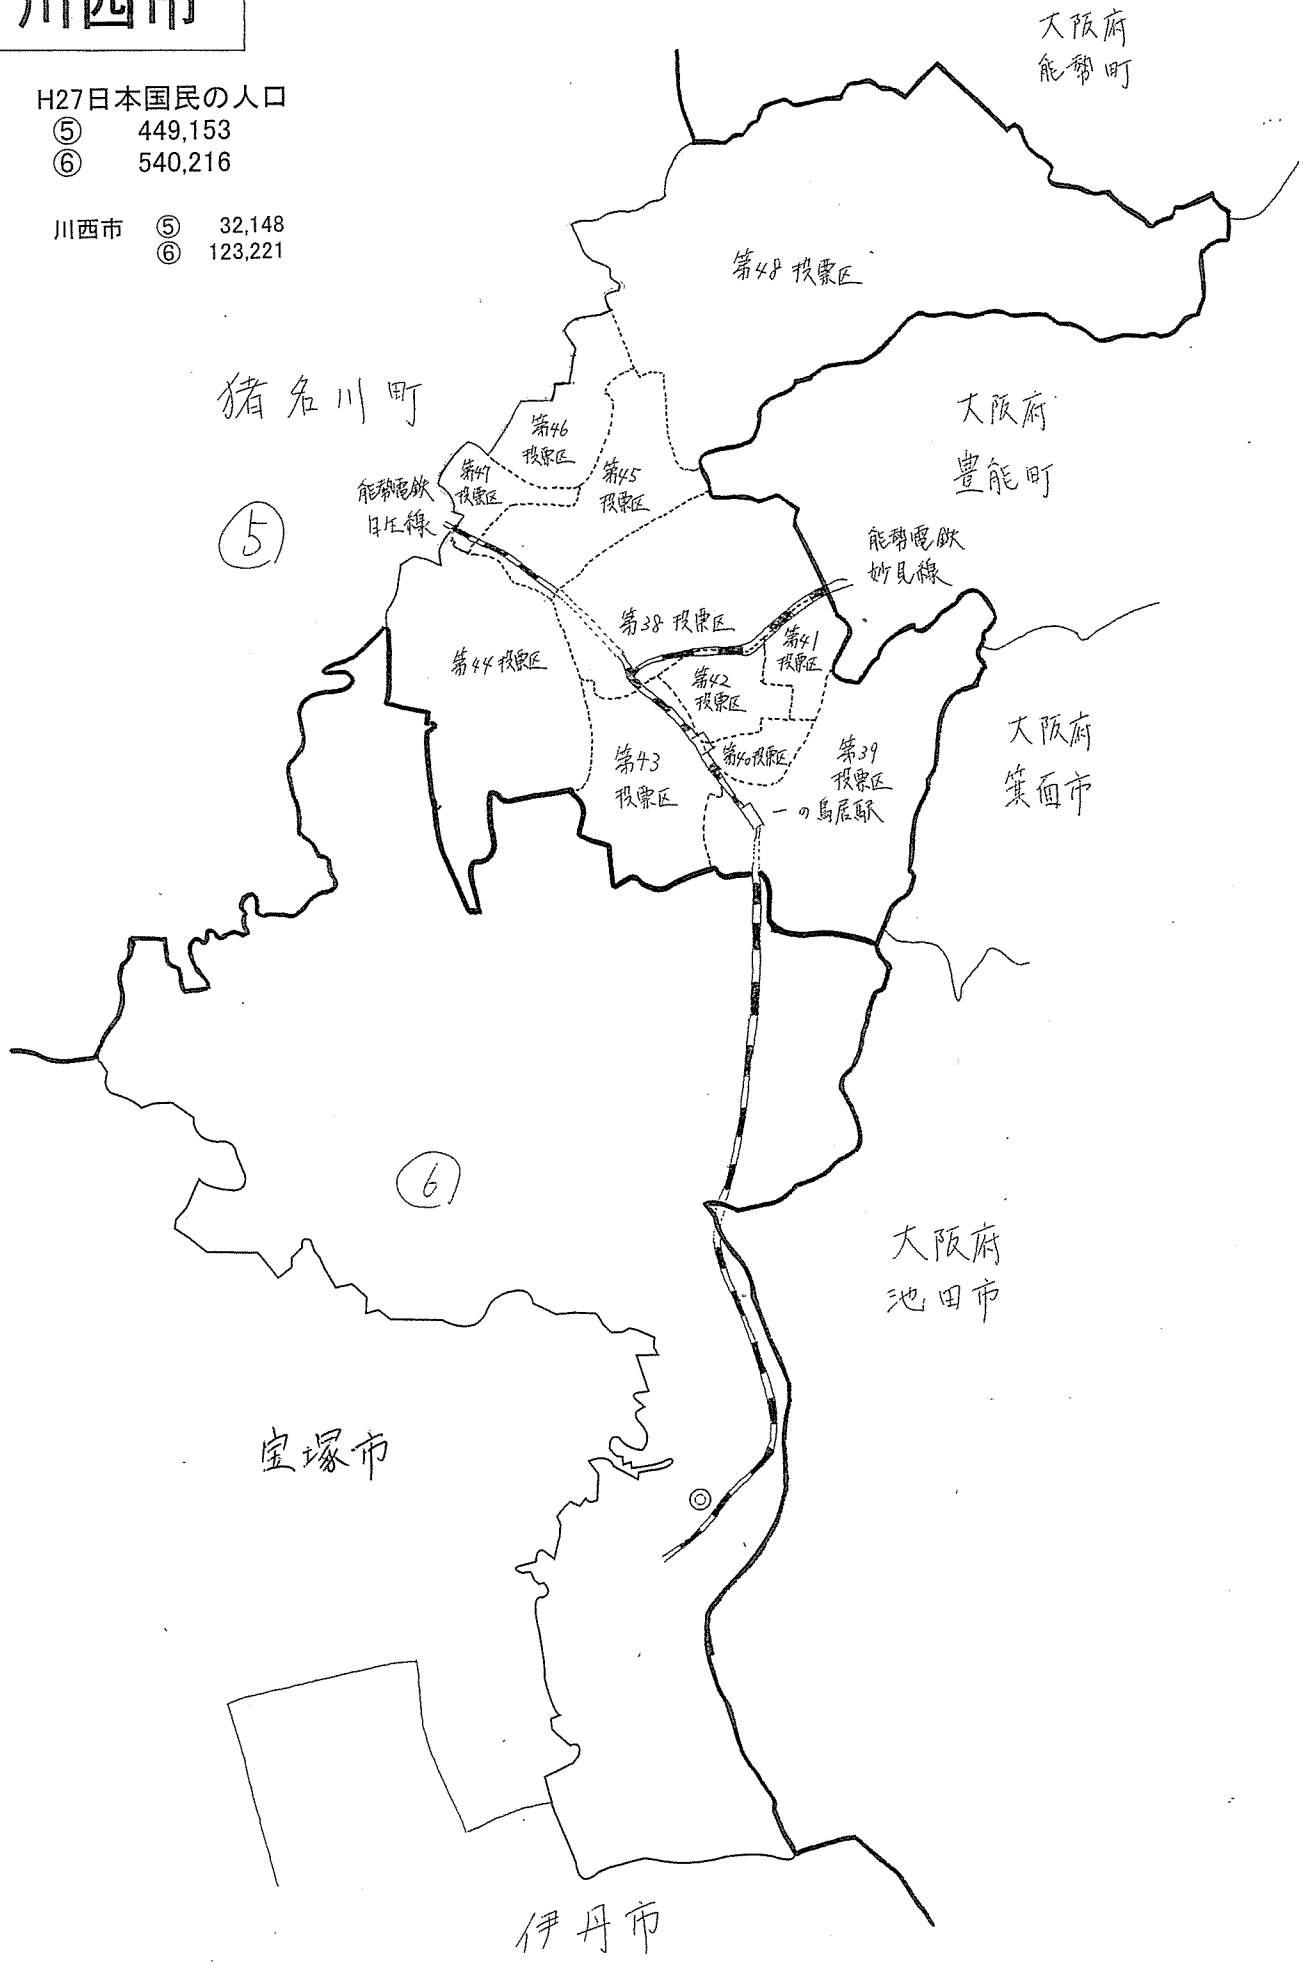 川西市
H27日本国民の人口
⑤ 449,153
⑥ 540,216
川西市 ⑤ 32,148
⑥ 123,221
大阪府
能勢町
第48投票区
猪名川町
大阪府
豊能町
第46
投票区
第47
投票区
第45
投票区
能勢電鉄
日生線
⑤
能勢電鉄
妙見線
第38投票区
第41
投票区
第44投票区
第42
投票区
第43
投票区
第40投票区
第39
投票区
一の鳥居駅
大阪府
箕面市
⑥
大阪府
池田市
宝塚市
伊丹市